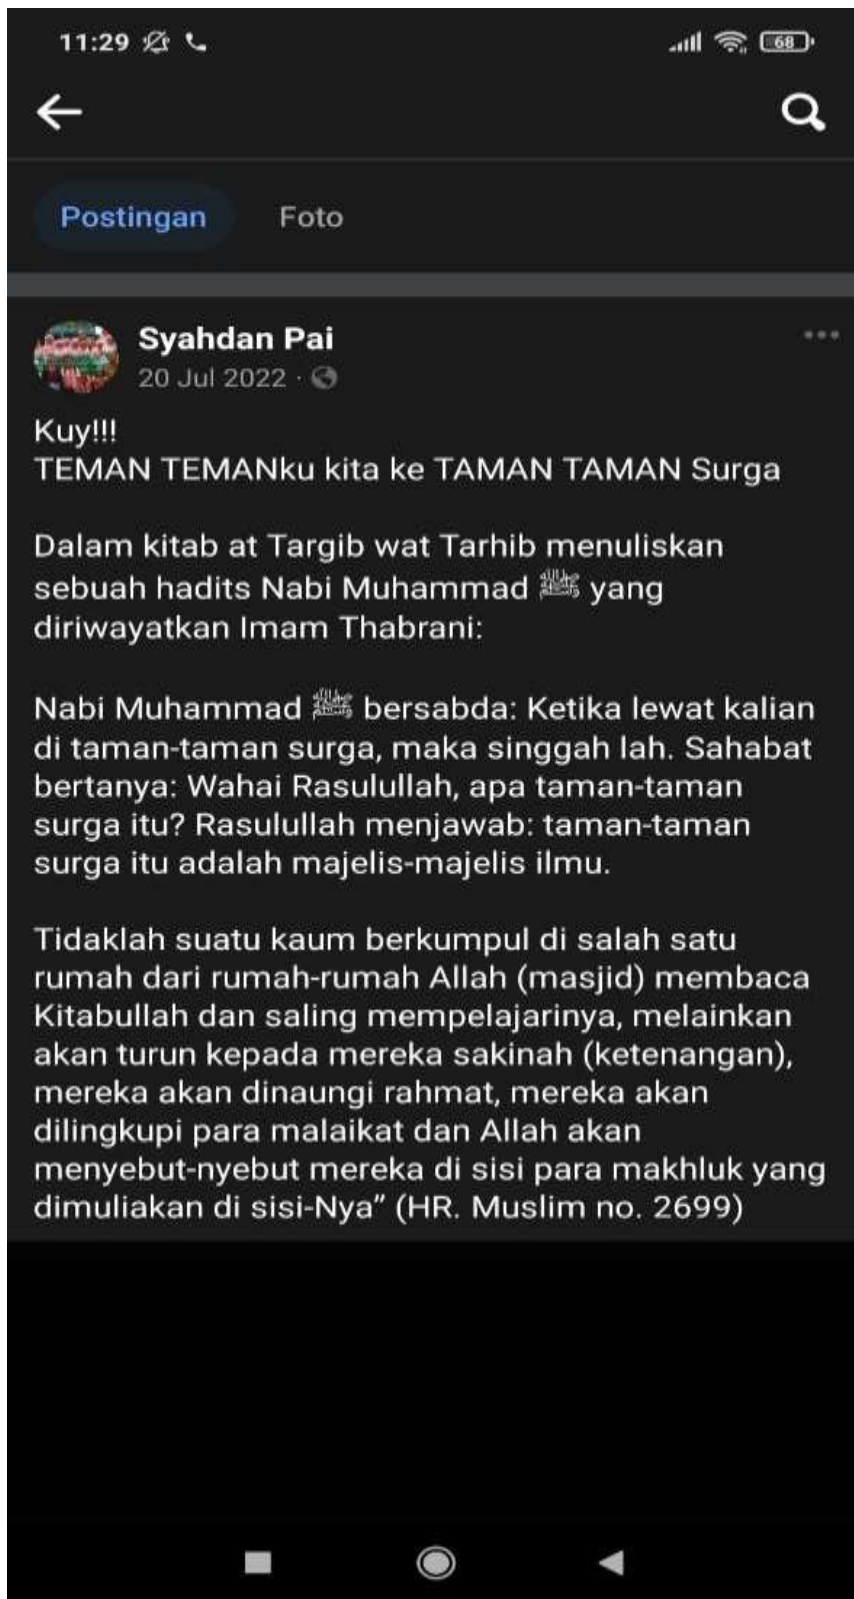 11:29
68
Postingan Foto
Syahdan Pai
20 Jul 2022 ·
Kuy!!!
TEMAN TEMANku kita ke TAMAN TAMAN Surga
Dalam kitab at Targib wat Tarhib menuliskan
sebuah hadits Nabi Muhammad ﷺ yang
diriwayatkan Imam Thabrani:
Nabi Muhammad ﷺ bersabda: Ketika lewat kalian
di taman-taman surga, maka singgah lah. Sahabat
bertanya: Wahai Rasulullah, apa taman-taman
surga itu? Rasulullah menjawab: taman-taman
surga itu adalah majelis-majelis ilmu.
Tidaklah suatu kaum berkumpul di salah satu
rumah dari rumah-rumah Allah (masjid) membaca
Kitabullah dan saling mempelajarinya, melainkan
akan turun kepada mereka sakinah (ketenangan),
mereka akan dinaungi rahmat, mereka akan
dilingkupi para malaikat dan Allah akan
menyebut-nyebut mereka di sisi para makhluk yang
dimuliakan di sisi-Nya” (HR. Muslim no. 2699)